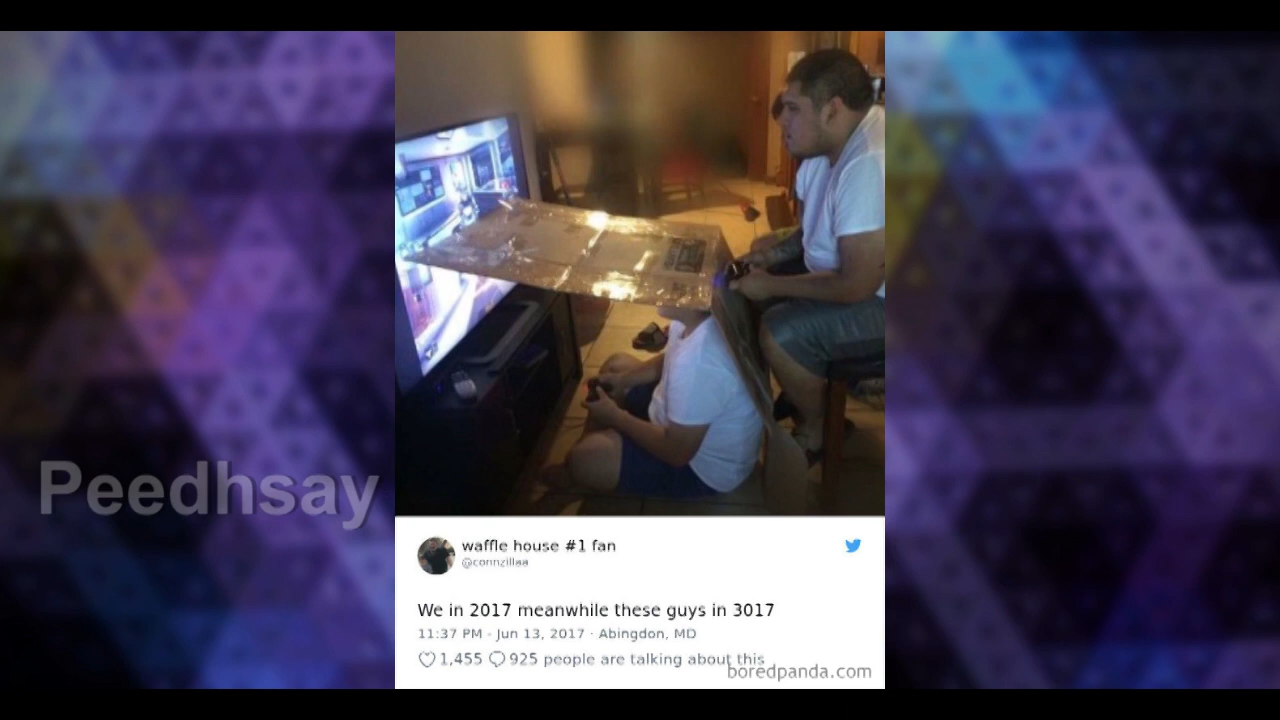 Peedhsay
waffle house #1 fan
@connzillaa
We in 2017 meanwhile these guys in 3017
11:37 PM - Jun 13, 2017 · Abingdon, MD
1,455 925 people are talking about this
boredpanda.com